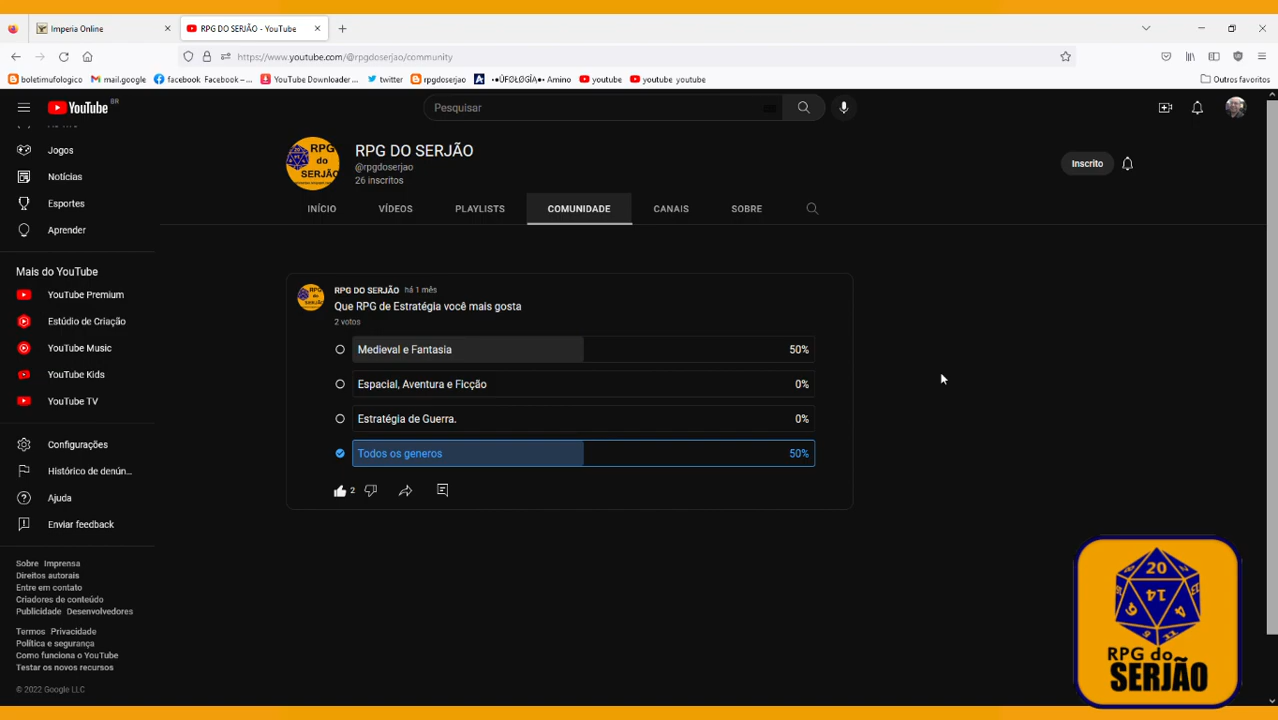 Imperia Online
RPG DO SERJÃO - YouTube
https://www.youtube.com/@rpgdoserjao/community
boletimufologico
mail.google
facebook Facebook – ...
YouTube Downloader ...
twitter
rpgdoserjao
youtube
youtube youtube
Outros favoritos
YouTube BR
Pesquisar
Jogos
Notícias
Esportes
Aprender
Mais do YouTube
YouTube Premium
Estúdio de Criação
YouTube Music
YouTube Kids
YouTube TV
Configurações
Histórico de denún...
Ajuda
Enviar feedback
Sobre Imprensa
Direitos autorais
Entre em contato
Criadores de conteúdo
Publicidade Desenvolvedores
Termos Privacidade
Política e segurança
Como funciona o YouTube
Testar os novos recursos
© 2022 Google LLC
RPG
do
SERJÃO
RPG DO SERJÃO
@rpgdoserjao
26 inscritos
Inscrito
INÍCIO
VÍDEOS
PLAYLISTS
COMUNIDADE
CANAIS
SOBRE
RPG DO SERJÃO há 1 mês
Que RPG de Estratégia você mais gosta
2 votos
Medieval e Fantasia 50%
Espacial, Aventura e Ficção 0%
Estratégia de Guerra. 0%
Todos os generos 50%
2
20
14
RPG do
SERJÃO